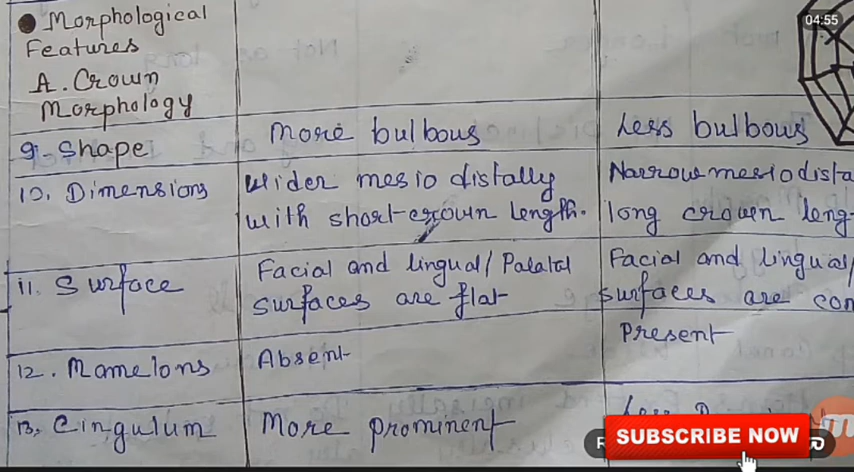 04:55
● Morphological
Features
A. Crown
Morphology
9. Shape
More bulbous
Less bulbous
10. Dimensions
Wider mesio distally
with short crown length.
Narrow mesiodista
long crown leng
11. Surface
Facial and lingual/Palatal
surfaces are flat
Facial and lingual/
surfaces are con
12. Mamelons
Absent
Present
13. Cingulum
More prominent
Less
SUBSCRIBE NOW